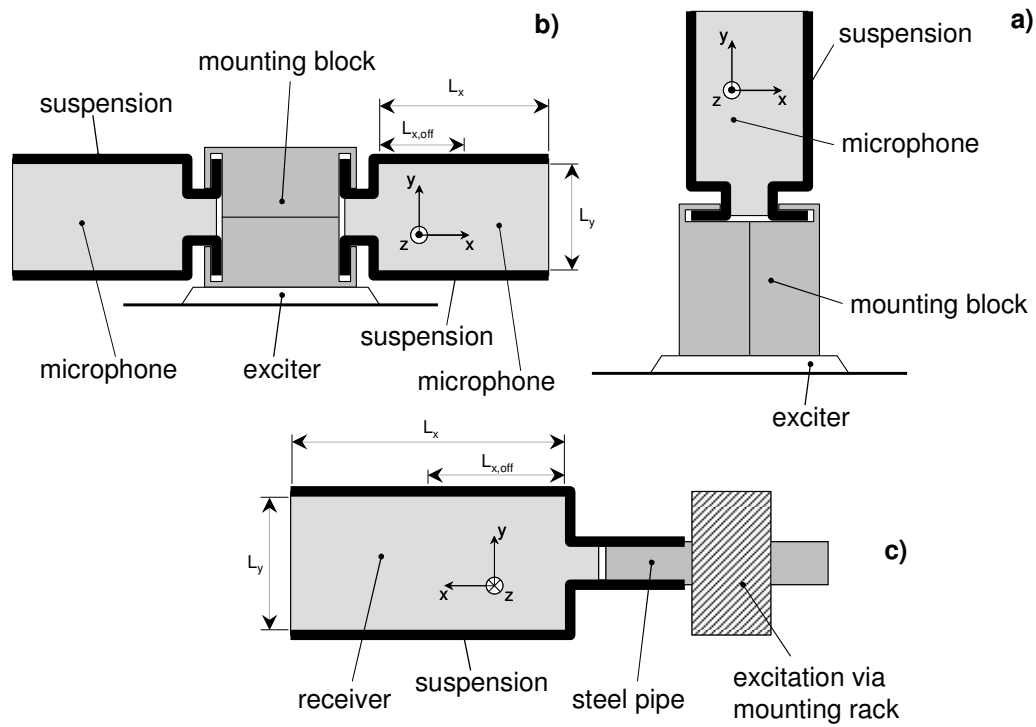 b)
mounting block
suspension
L_x
L_x,off
L_y
y
z
x
microphone
exciter
suspension
microphone
a)
suspension
y
z
x
microphone
mounting block
exciter
c)
L_x
L_x,off
L_y
y
x
z
receiver
suspension
steel pipe
excitation via
mounting rack